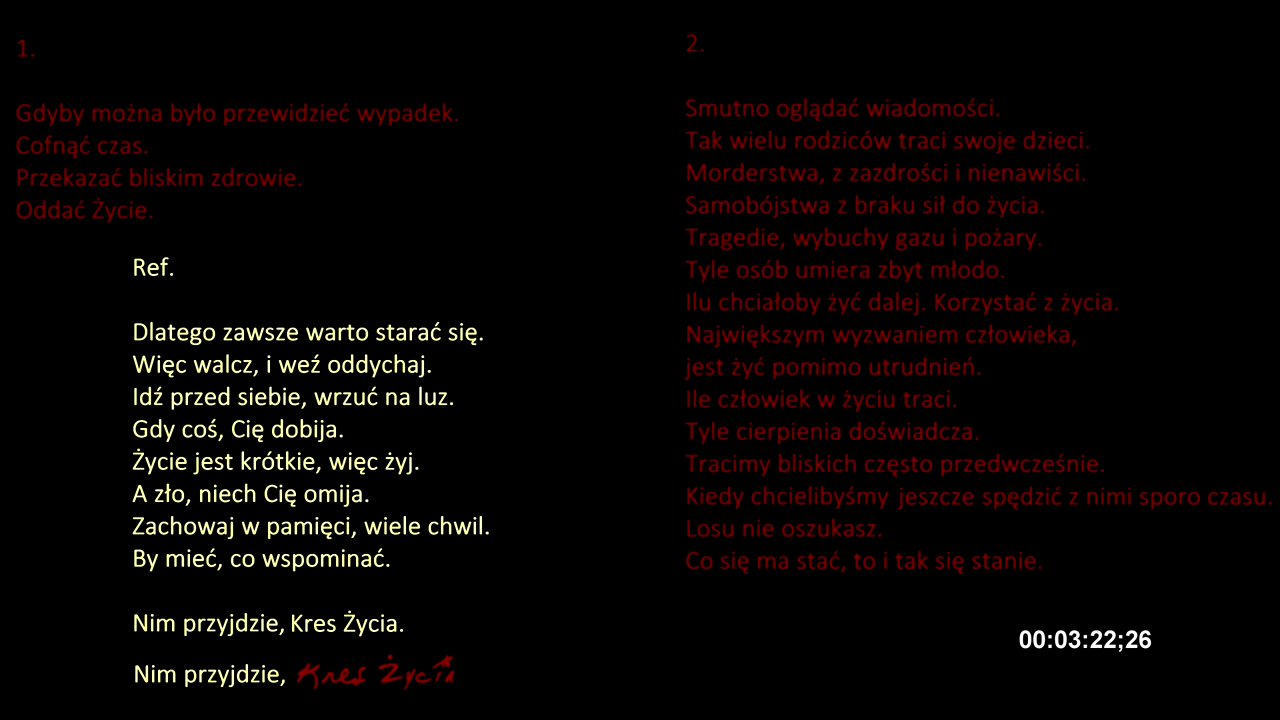 1.
Gdyby można było przewidzieć wypadek.
Cofnąć czas.
Przekazać bliskim zdrowie.
Oddać Życie.
Ref.
Dlatego zawsze warto starać się.
Więc walcz, i weź oddychaj.
Idź przed siebie, wrzuć na luz.
Gdy coś, Cię dobija.
Życie jest krótkie, więc żyj.
A zło, niech Cię omija.
Zachowaj w pamięci, wiele chwil.
By mieć, co wspominać.
Nim przyjdzie, Kres Życia.
Nim przyjdzie, Kres Życia
2.
Smutno oglądać wiadomości.
Tak wielu rodziców traci swoje dzieci.
Morderstwa, z zazdrości i nienawiści.
Samobójstwa z braku sił do życia.
Tragedie, wybuchy gazu i pożary.
Tyle osób umiera zbyt młodo.
Ilu chciałoby żyć dalej. Korzystać z życia.
Największym wyzwaniem człowieka,
jest żyć pomimo utrudnień.
Ile człowiek w życiu traci.
Tyle cierpienia doświadcza.
Tracimy bliskich często przedwcześnie.
Kiedy chcielibyśmy jeszcze spędzić z nimi sporo czasu.
Losu nie oszukasz.
Co się ma stać, to i tak się stanie.
00:03:22;26